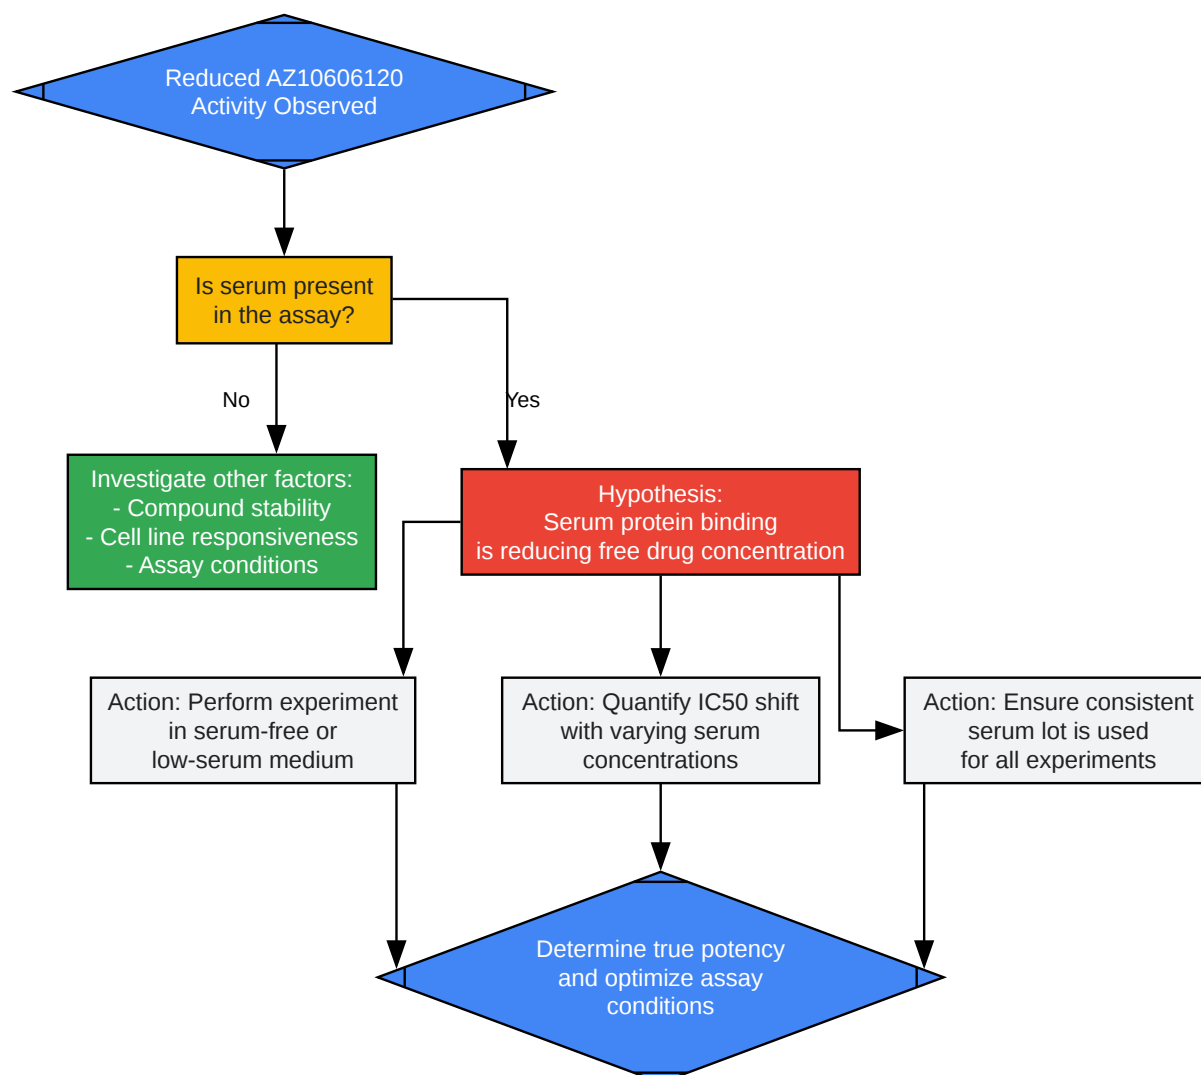 Reduced AZ10606120
Activity Observed
Is serum present
in the assay?
No
Yes
Investigate other factors:
- Compound stability
- Cell line responsiveness
- Assay conditions
Hypothesis:
Serum protein binding
is reducing free drug concentration
Action: Perform experiment
in serum-free or
low-serum medium
Action: Quantify IC50 shift
with varying serum
concentrations
Action: Ensure consistent
serum lot is used
for all experiments
Determine true potency
and optimize assay
conditions